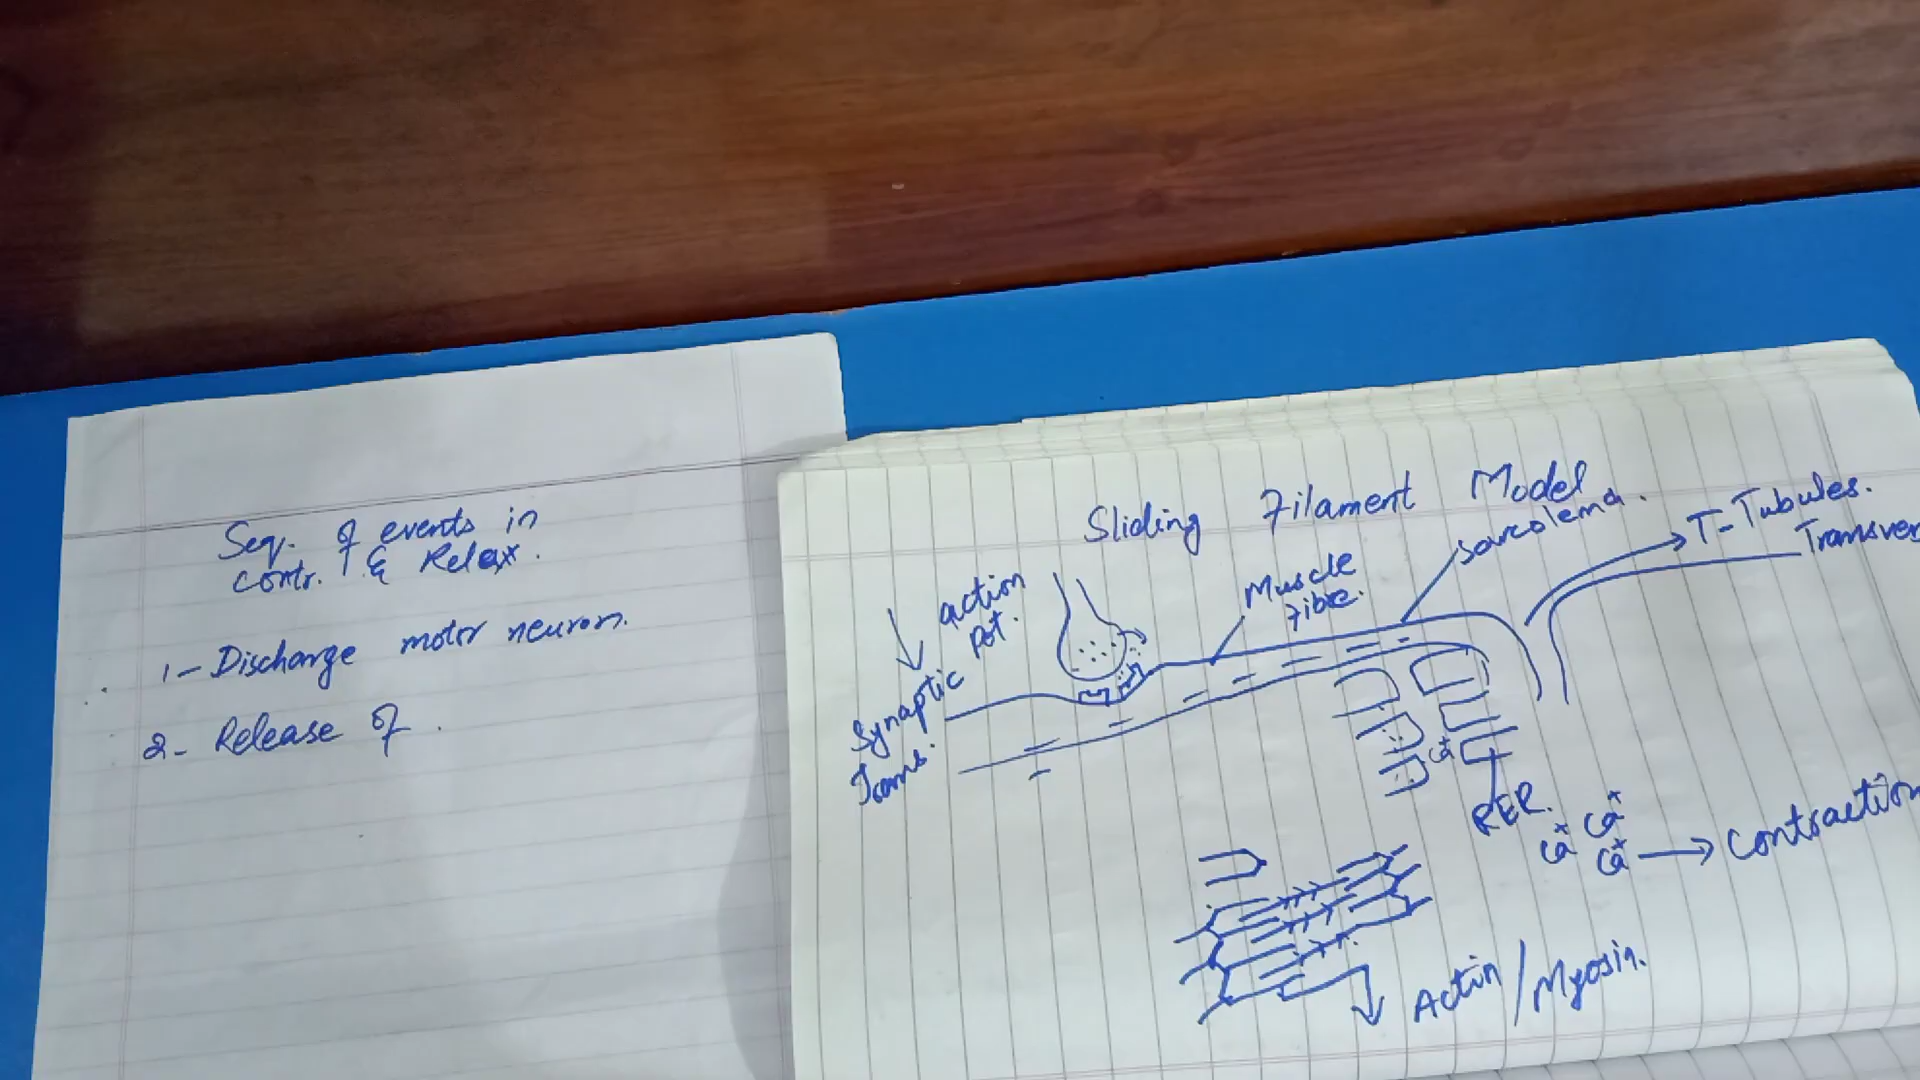 Seq. of events in
contr. & Relax.
1- Discharge motor neuron.
2- Release of
Sliding Filament Model
action
pot.
Synaptic
Trans.
Muscle
Fibre.
sarcolema.
T-Tubules.
Transver
Ca+
RER.
Ca+ Ca+
Ca+ → Contraction
Actin / Myosin.